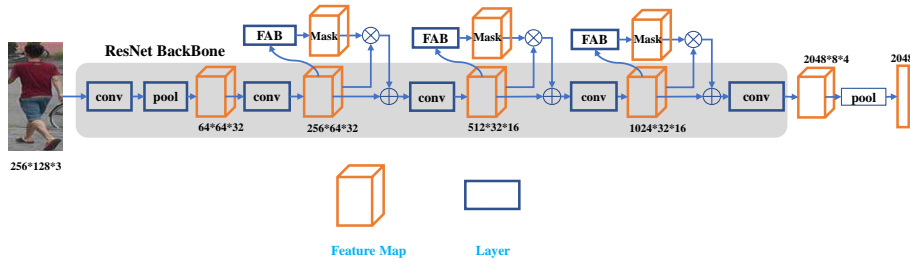 FAB Mask FAB Mask FAB Mask
ResNet BackBone
2048*8*4 2048
conv pool conv conv conv conv pool
64*64*32 256*64*32 512*32*16 1024*32*16
256*128*3
Feature Map Layer